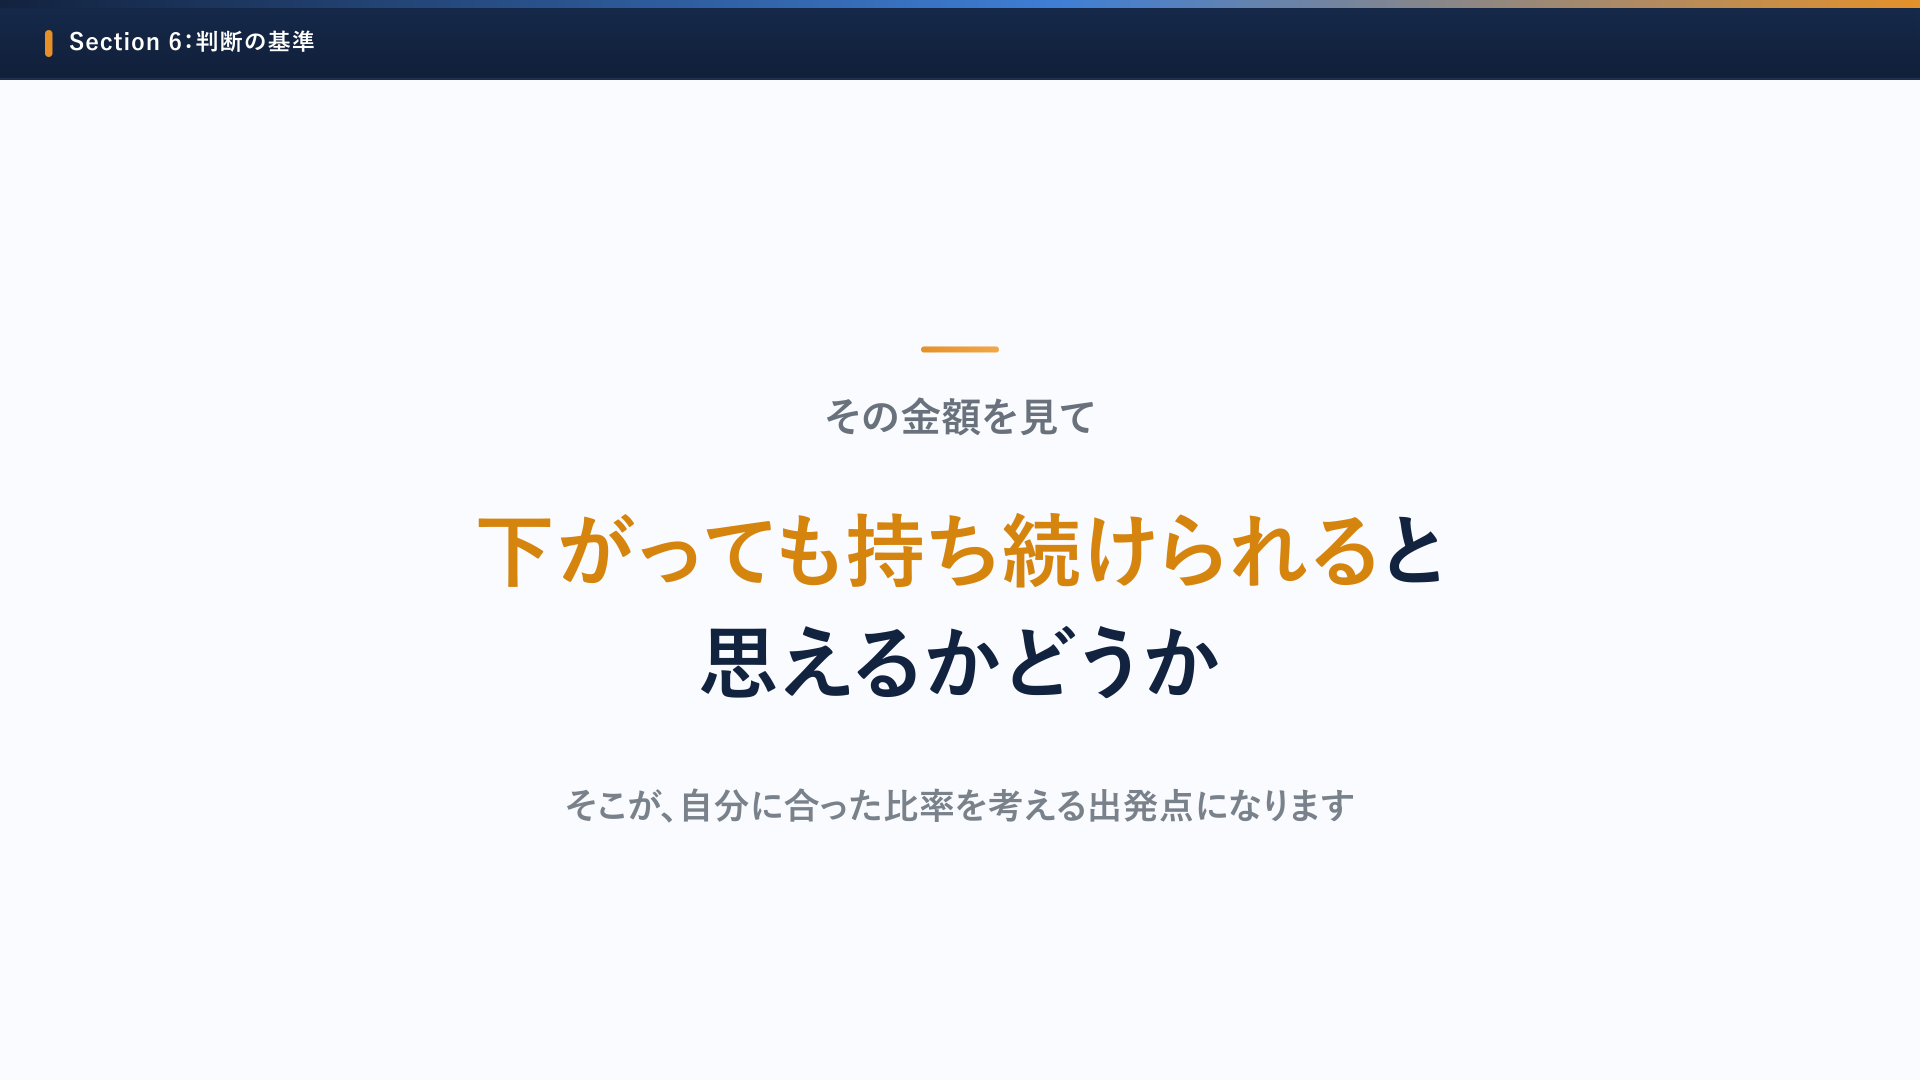 Section 6：判断の基準
その金額を見て
下がっても持ち続けられると
思えるかどうか
そこが、自分に合った比率を考える出発点になります